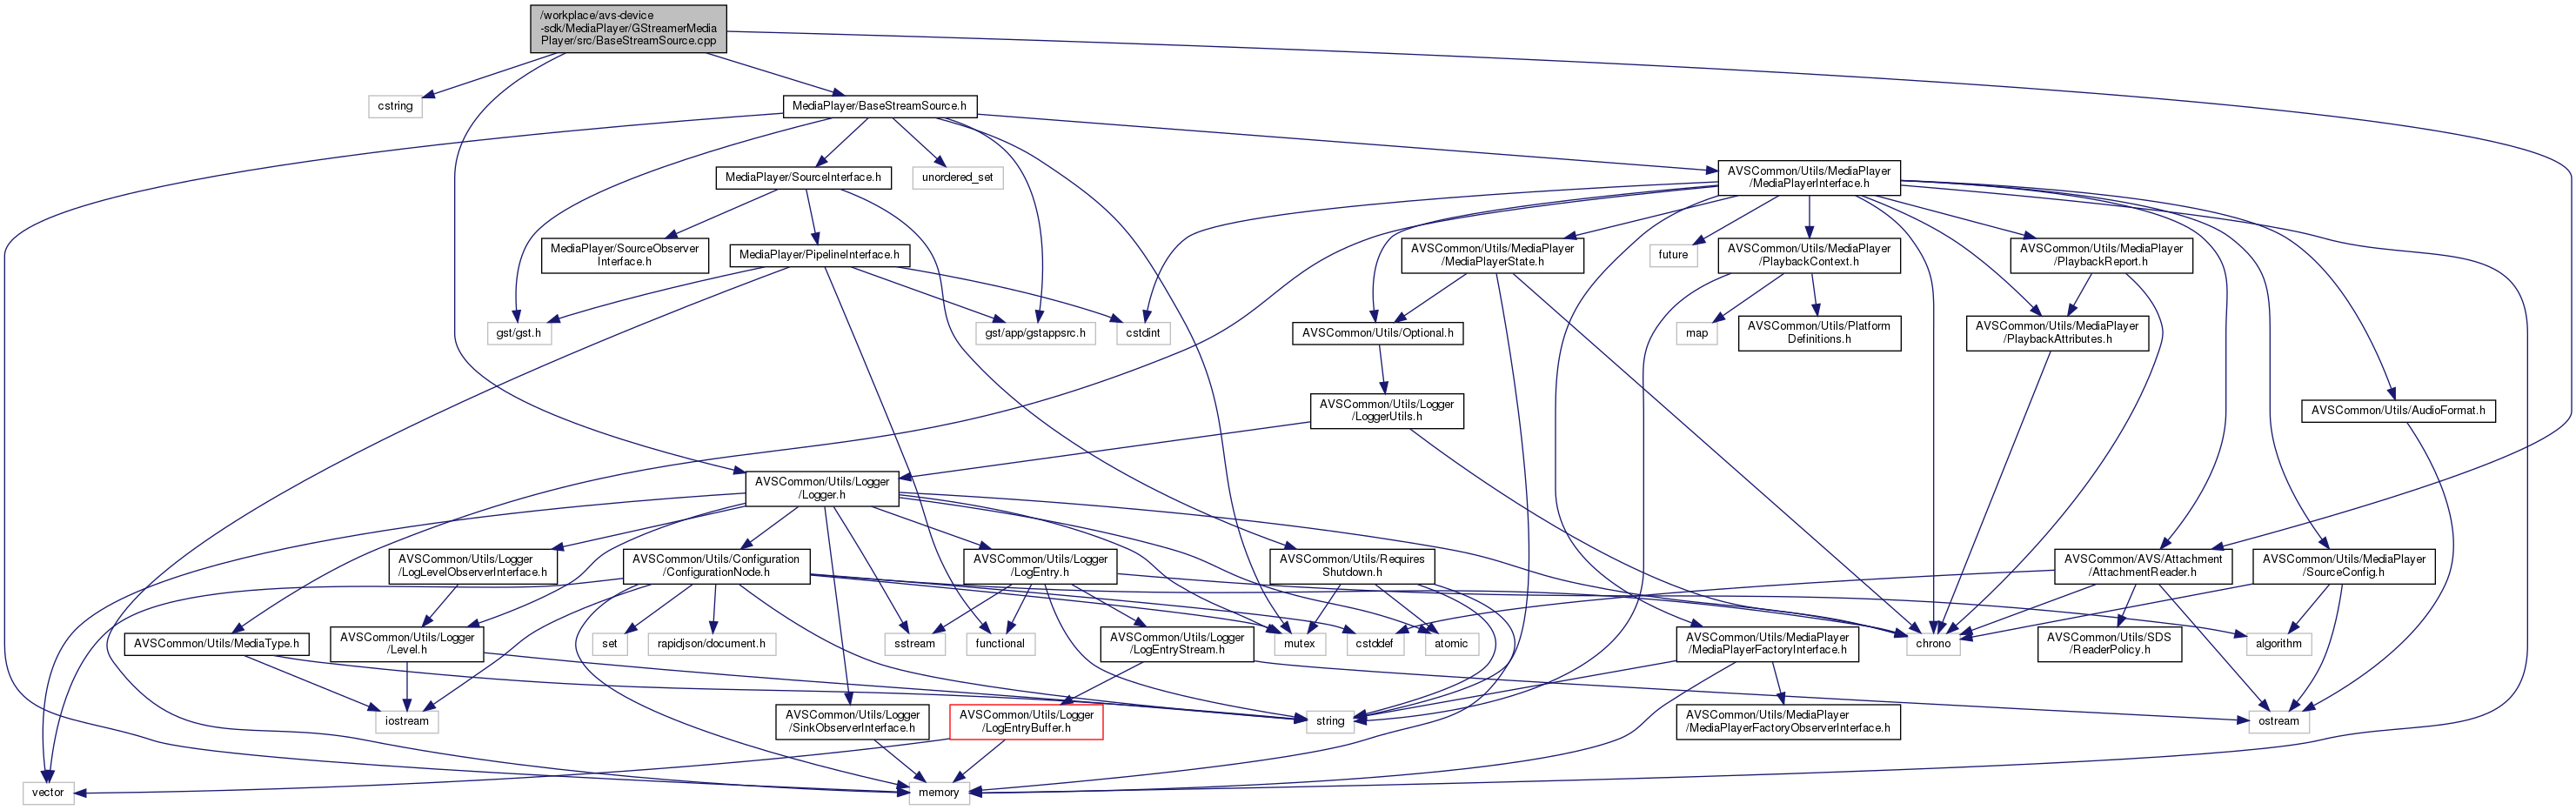 /workplace/avs-device
-sdk/MediaPlayer/GStreamerMedia
Player/src/BaseStreamSource.cpp
cstring
MediaPlayer/BaseStreamSource.h
MediaPlayer/SourceInterface.h
unordered_set
AVSCommon/Utils/MediaPlayer
/MediaPlayerInterface.h
MediaPlayer/SourceObserver
Interface.h
MediaPlayer/PipelineInterface.h
AVSCommon/Utils/MediaPlayer
/MediaPlayerState.h
future
AVSCommon/Utils/MediaPlayer
/PlaybackContext.h
AVSCommon/Utils/MediaPlayer
/PlaybackReport.h
gst/gst.h
gst/app/gstappsrc.h
cstdint
AVSCommon/Utils/Optional.h
map
AVSCommon/Utils/Platform
Definitions.h
AVSCommon/Utils/MediaPlayer
/PlaybackAttributes.h
AVSCommon/Utils/Logger
/LoggerUtils.h
AVSCommon/Utils/AudioFormat.h
AVSCommon/Utils/Logger
/Logger.h
AVSCommon/Utils/Logger
/LogLevelObserverInterface.h
AVSCommon/Utils/Configuration
/ConfigurationNode.h
AVSCommon/Utils/Logger
/LogEntry.h
AVSCommon/Utils/Requires
Shutdown.h
AVSCommon/AVS/Attachment
/AttachmentReader.h
AVSCommon/Utils/MediaPlayer
/SourceConfig.h
AVSCommon/Utils/MediaType.h
AVSCommon/Utils/Logger
/Level.h
set
rapidjson/document.h
sstream
functional
AVSCommon/Utils/Logger
/LogEntryStream.h
mutex
cstddef
atomic
AVSCommon/Utils/MediaPlayer
/MediaPlayerFactoryInterface.h
chrono
AVSCommon/Utils/SDS
/ReaderPolicy.h
algorithm
iostream
AVSCommon/Utils/Logger
/SinkObserverInterface.h
AVSCommon/Utils/Logger
/LogEntryBuffer.h
string
AVSCommon/Utils/MediaPlayer
/MediaPlayerFactoryObserverInterface.h
ostream
vector
memory